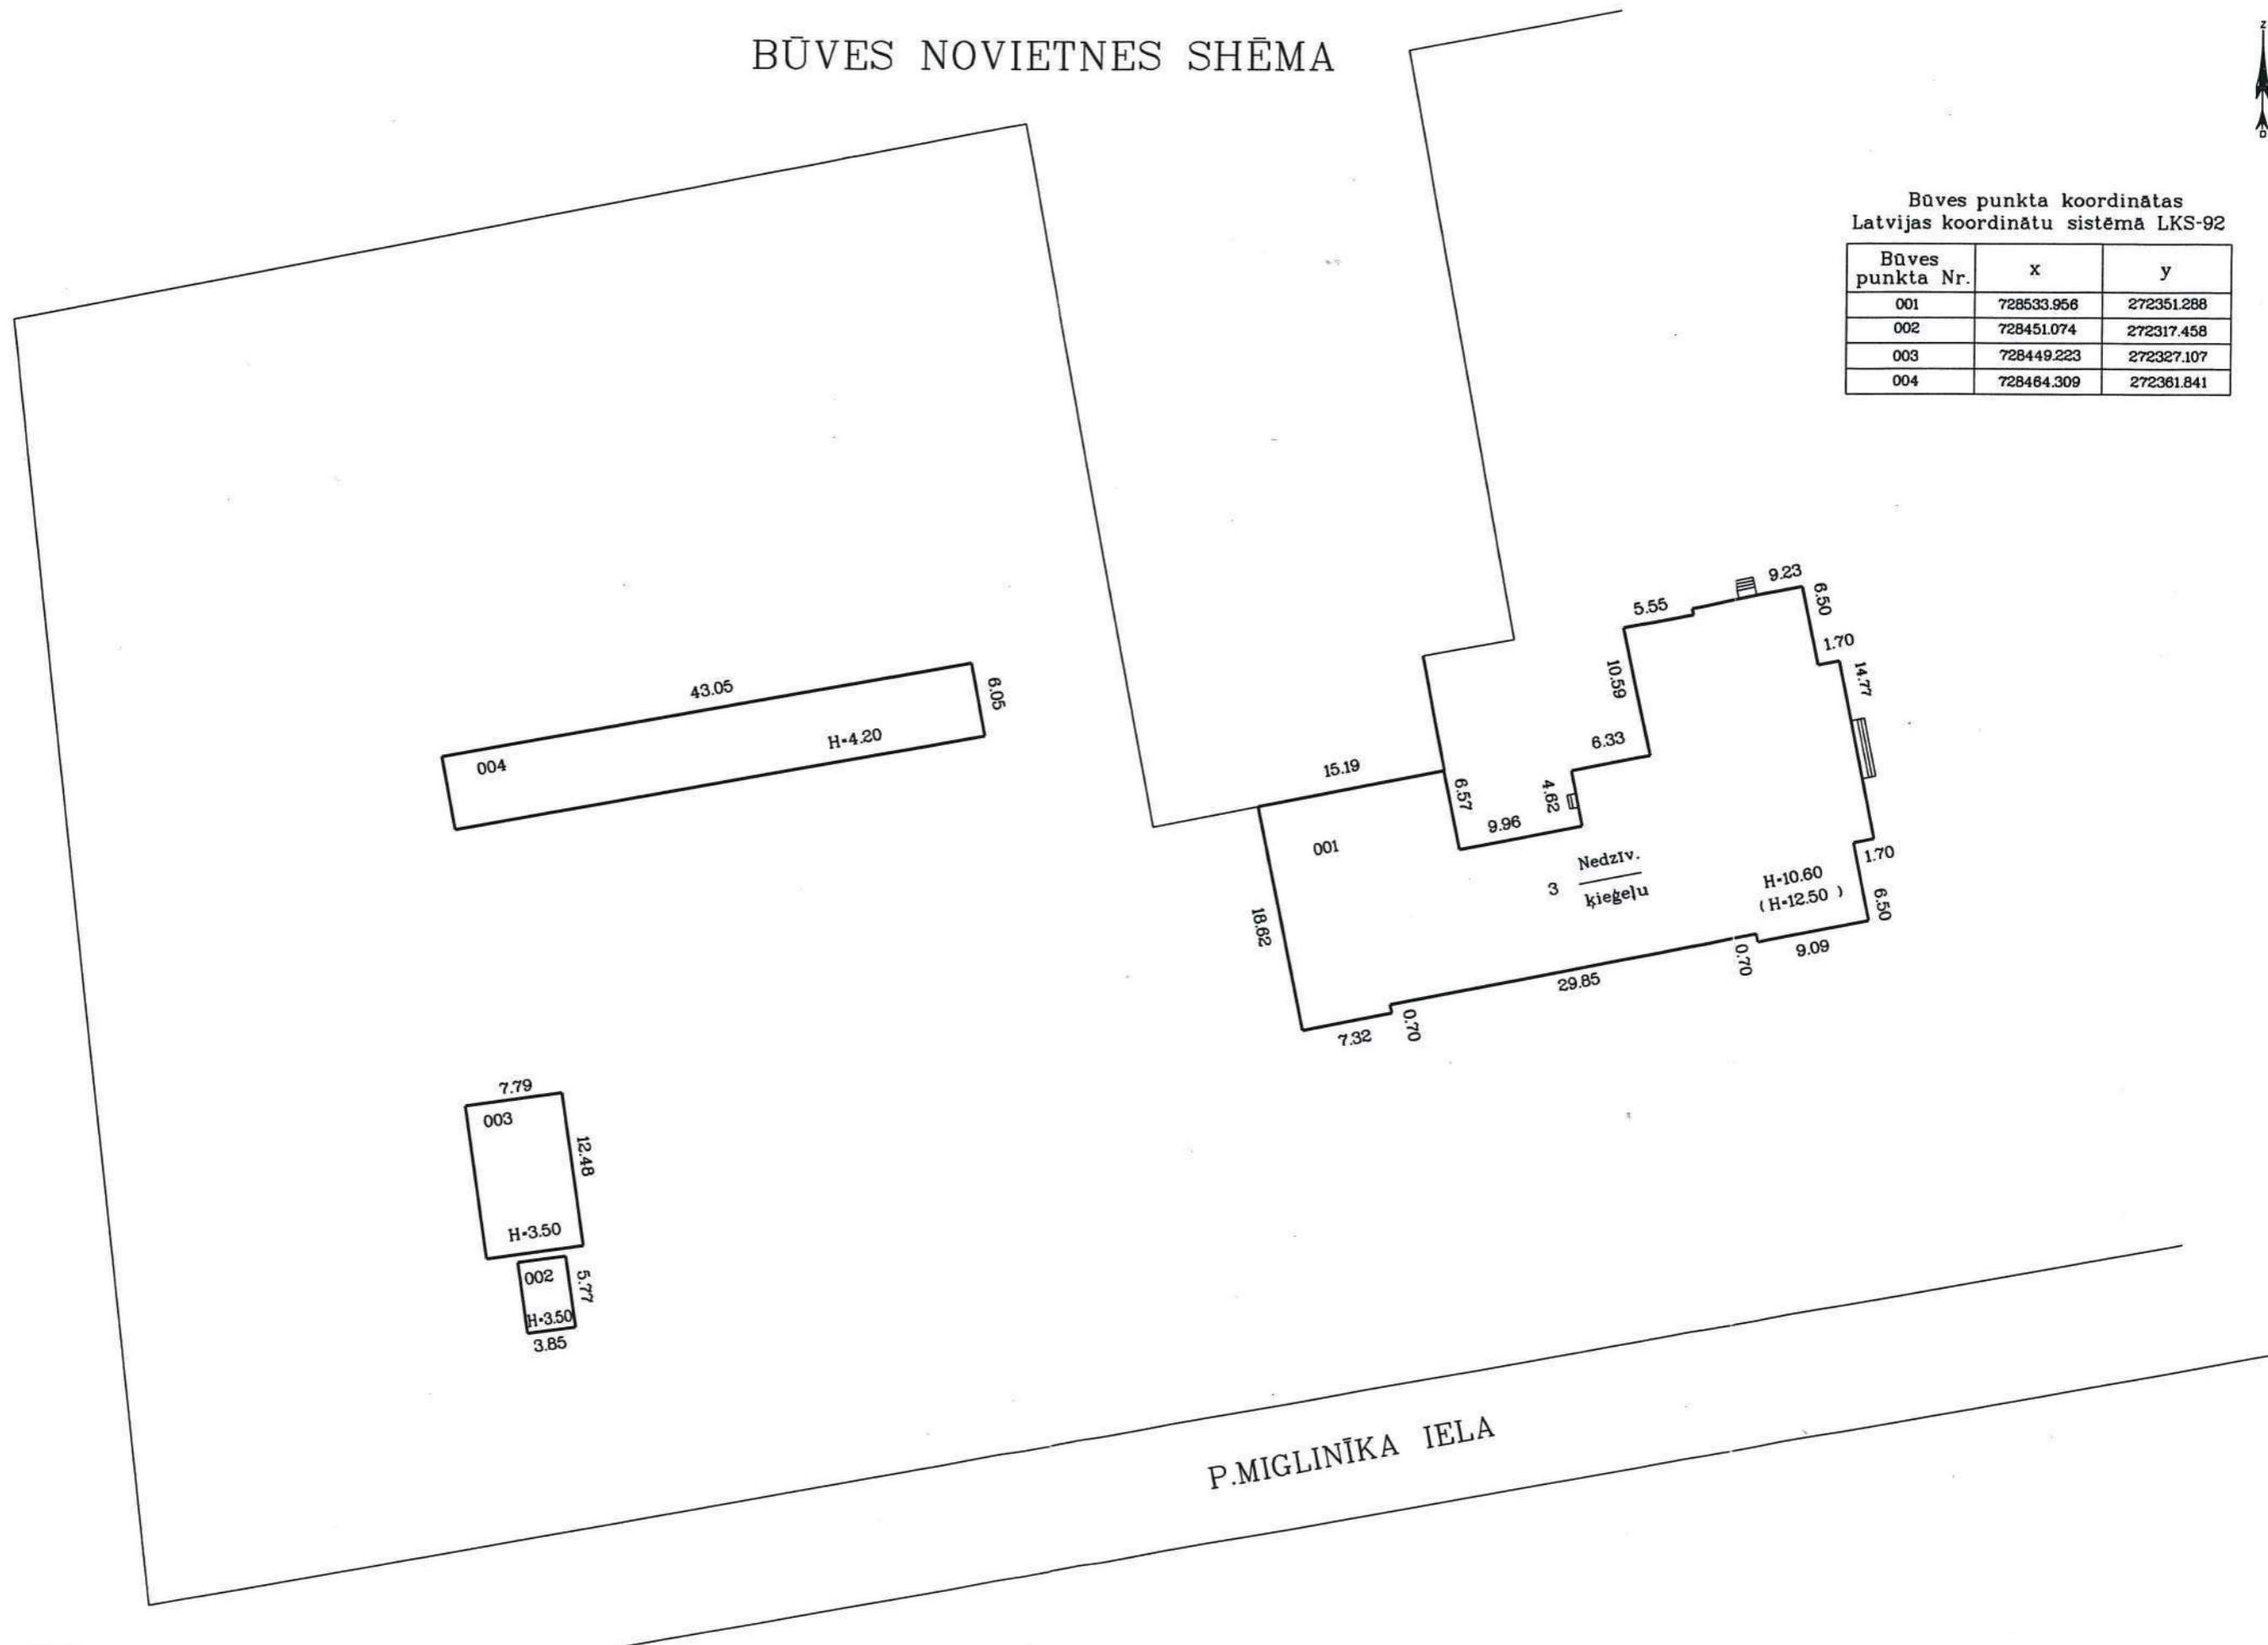 BŪVES NOVIETNES SHĒMA
Z
D
Būves punkta koordinātas
Latvijas koordinātu sistēmā LKS-92
Būves punkta Nr. x y
001 728533.956 272351.288
002 728451.074 272317.458
003 728449.223 272327.107
004 728464.309 272361.841
9.23
5.55
6.50
1.70
14.77
10.59
6.33
43.05
6.05
H=4.20
004
15.19
6.57
4.62
9.96
001
3 Nedzīv.
ķieģeļu
H=10.60
(H=12.50 )
1.70
6.50
18.62
9.09
0.70
29.85
0.70
7.32
7.79
003
12.48
H=3.50
002
5.77
H=3.50
3.85
P.MIGLINĪKA IELA